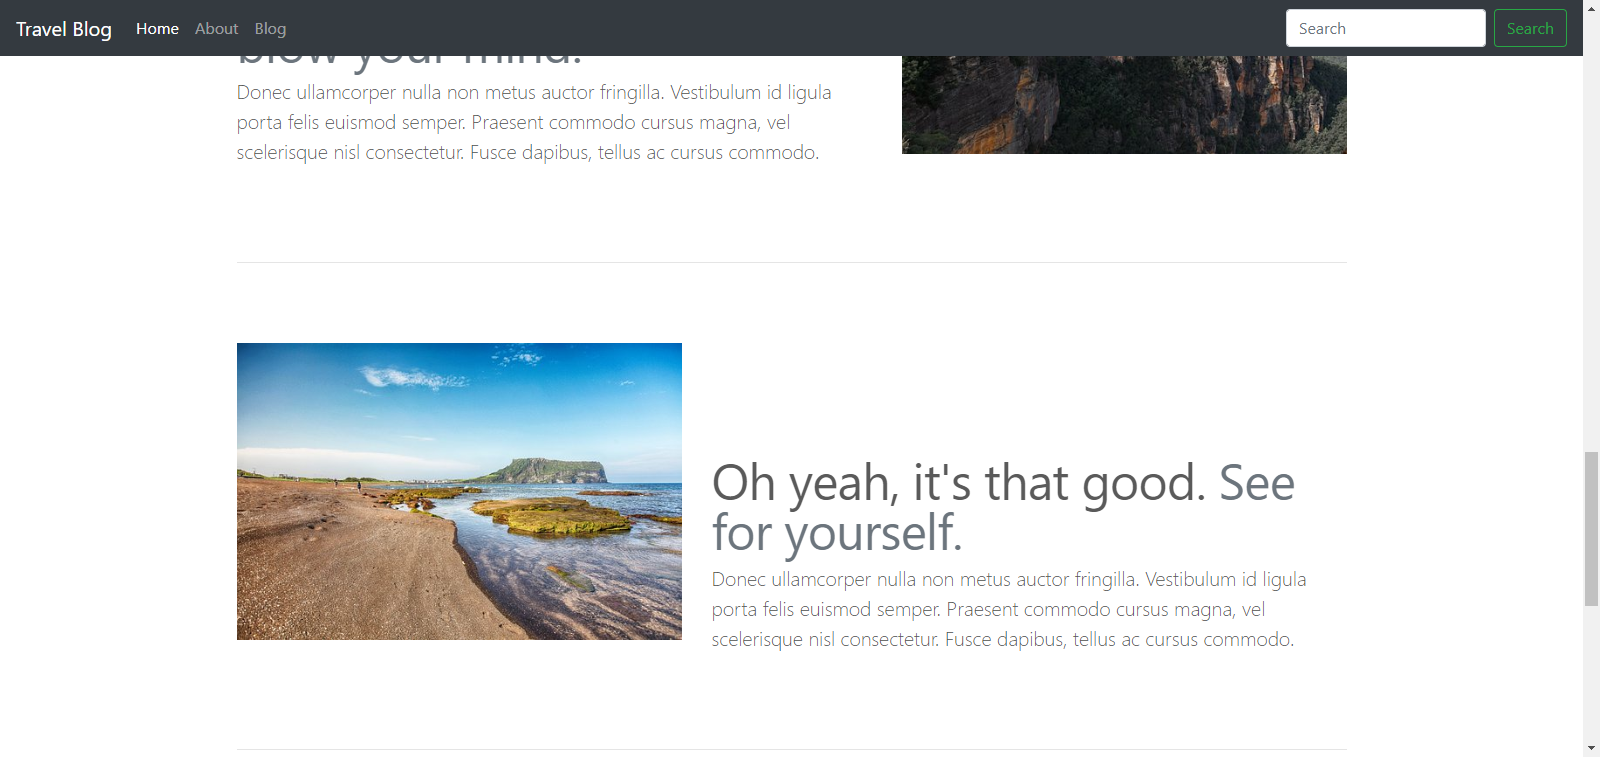 Travel Blog Home About Blog Search Search
blow your mind.
Donec ullamcorper nulla non metus auctor fringilla. Vestibulum id ligula
porta felis euismod semper. Praesent commodo cursus magna, vel
scelerisque nisl consectetur. Fusce dapibus, tellus ac cursus commodo.
Oh yeah, it's that good. See
for yourself.
Donec ullamcorper nulla non metus auctor fringilla. Vestibulum id ligula
porta felis euismod semper. Praesent commodo cursus magna, vel
scelerisque nisl consectetur. Fusce dapibus, tellus ac cursus commodo.